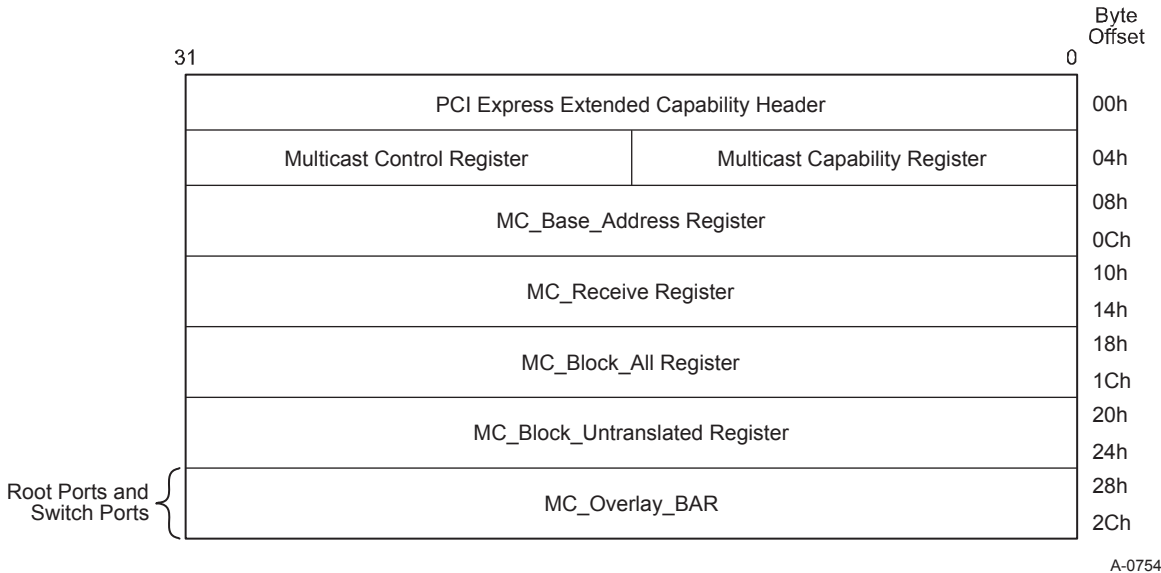 Byte
Offset
31 0
PCI Express Extended Capability Header 00h
Multicast Control Register Multicast Capability Register 04h
MC_Base_Address Register 08h
0Ch
MC_Receive Register 10h
14h
MC_Block_All Register 18h
1Ch
MC_Block_Untranslated Register 20h
24h
Root Ports and
Switch Ports
MC_Overlay_BAR 28h
2Ch
A-0754